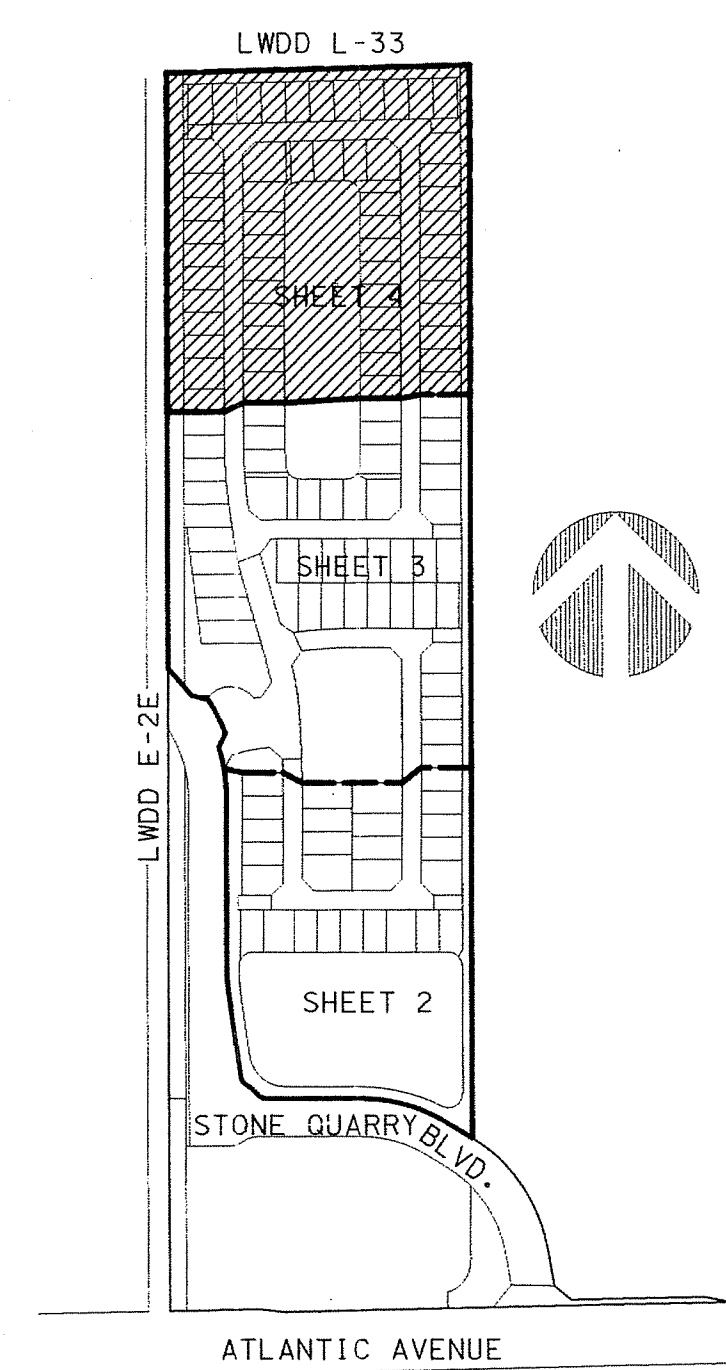 LWDD L-33
SHEET 4
SHEET 3
LWDD E-2E
SHEET 2
STONE QUARRY BLVD.
ATLANTIC AVENUE